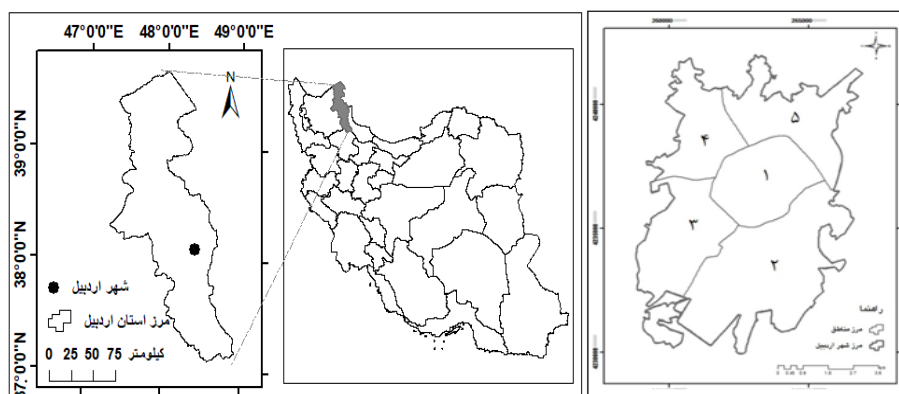 47°0'0"E 48°0'0"E 49°0'0"E
N
39°0'0"N
38°0'0"N
37°0'0"N
شهر اردبیل
مرز استان اردبیل
0 25 50 75 کیلومتر
۵
۴
۱
۳
۲
راهنما
مرز مناطق
مرز شهر اردبیل